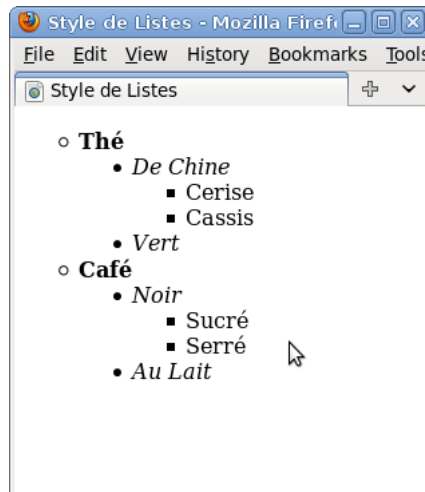 Style de Listes - Mozilla Firef
File Edit View History Bookmarks Tools
Style de Listes
Thé
De Chine
Cerise
Cassis
Vert
Café
Noir
Sucré
Serré
Au Lait